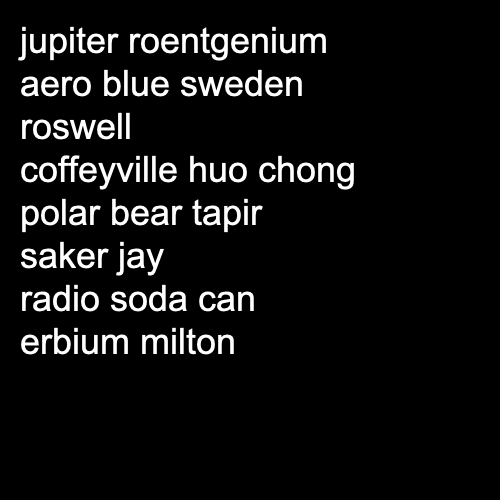 jupiter roentgenium
aero blue sweden
roswell
coffeyville huo chong
polar bear tapir
saker jay
radio soda can
erbium milton